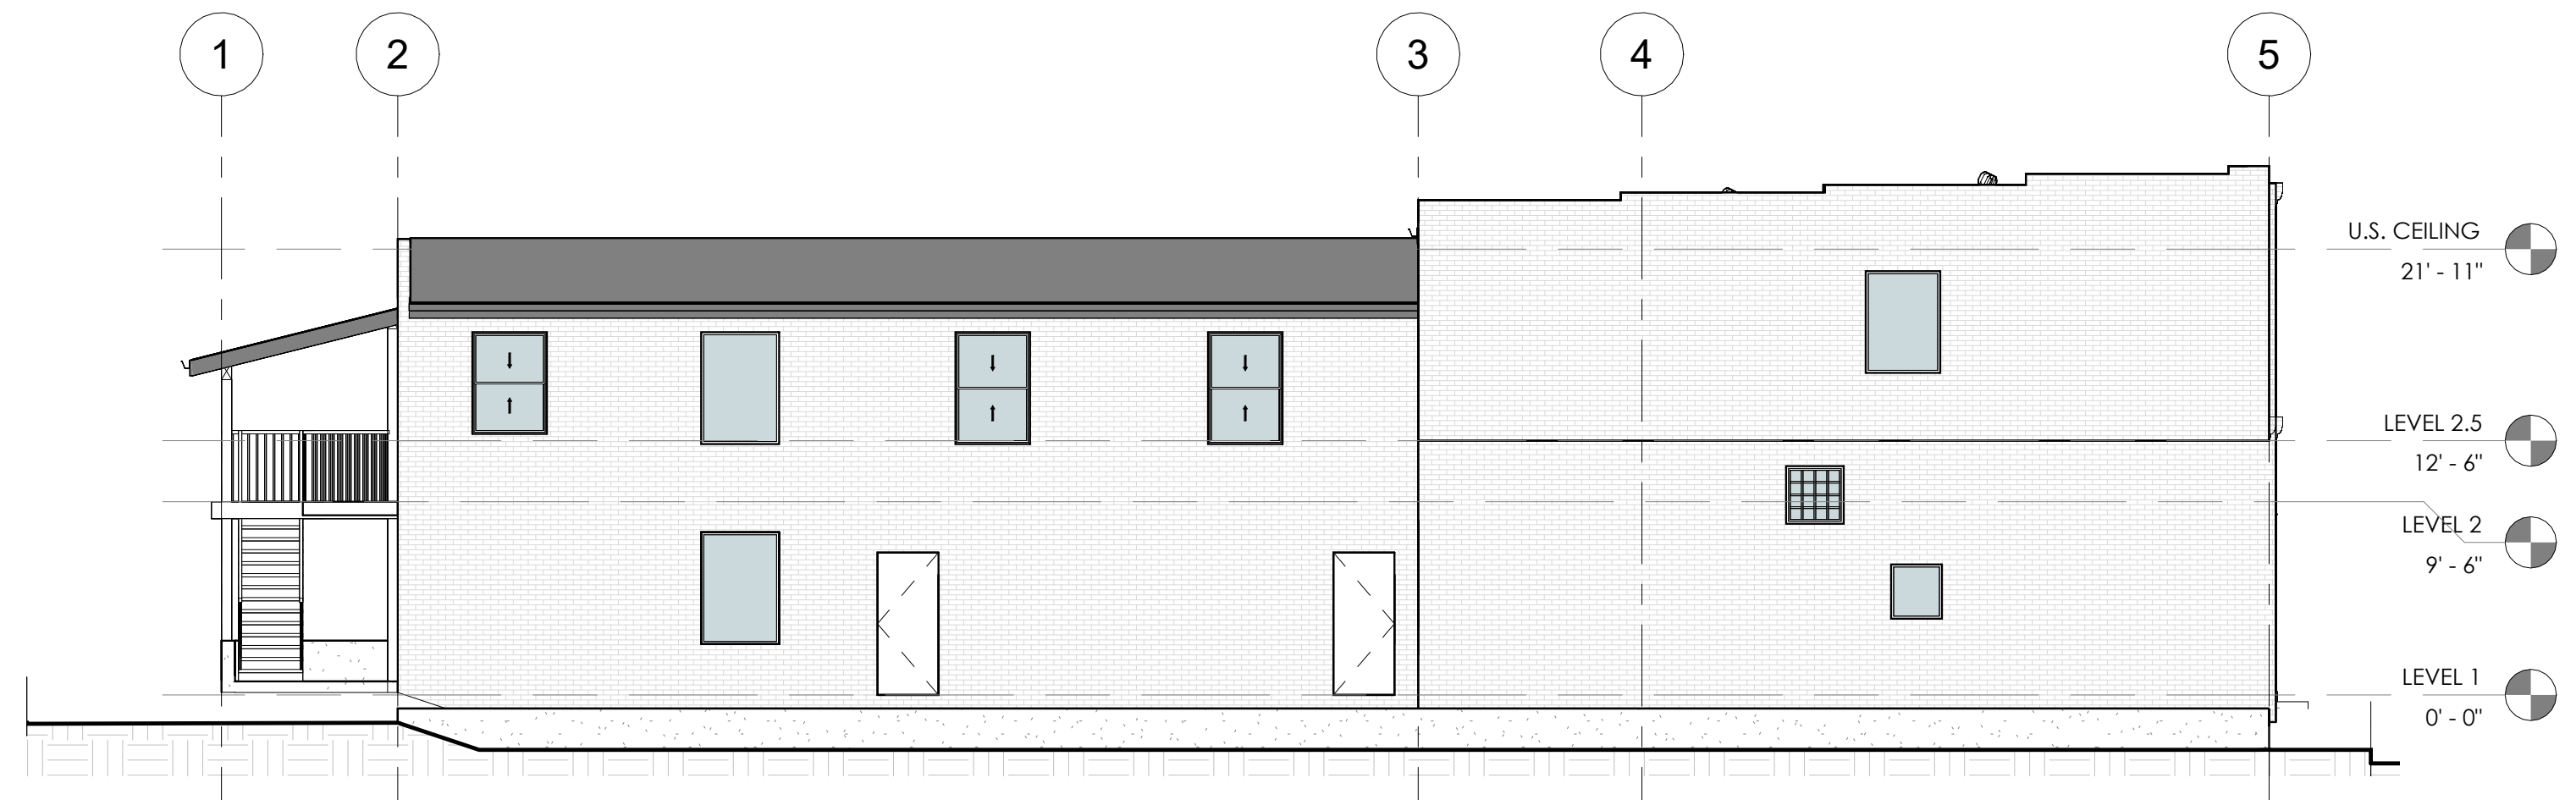 1
2
3
4
5
U.S. CEILING
21' - 11"
LEVEL 2.5
12' - 6"
LEVEL 2
9' - 6"
LEVEL 1
0' - 0"